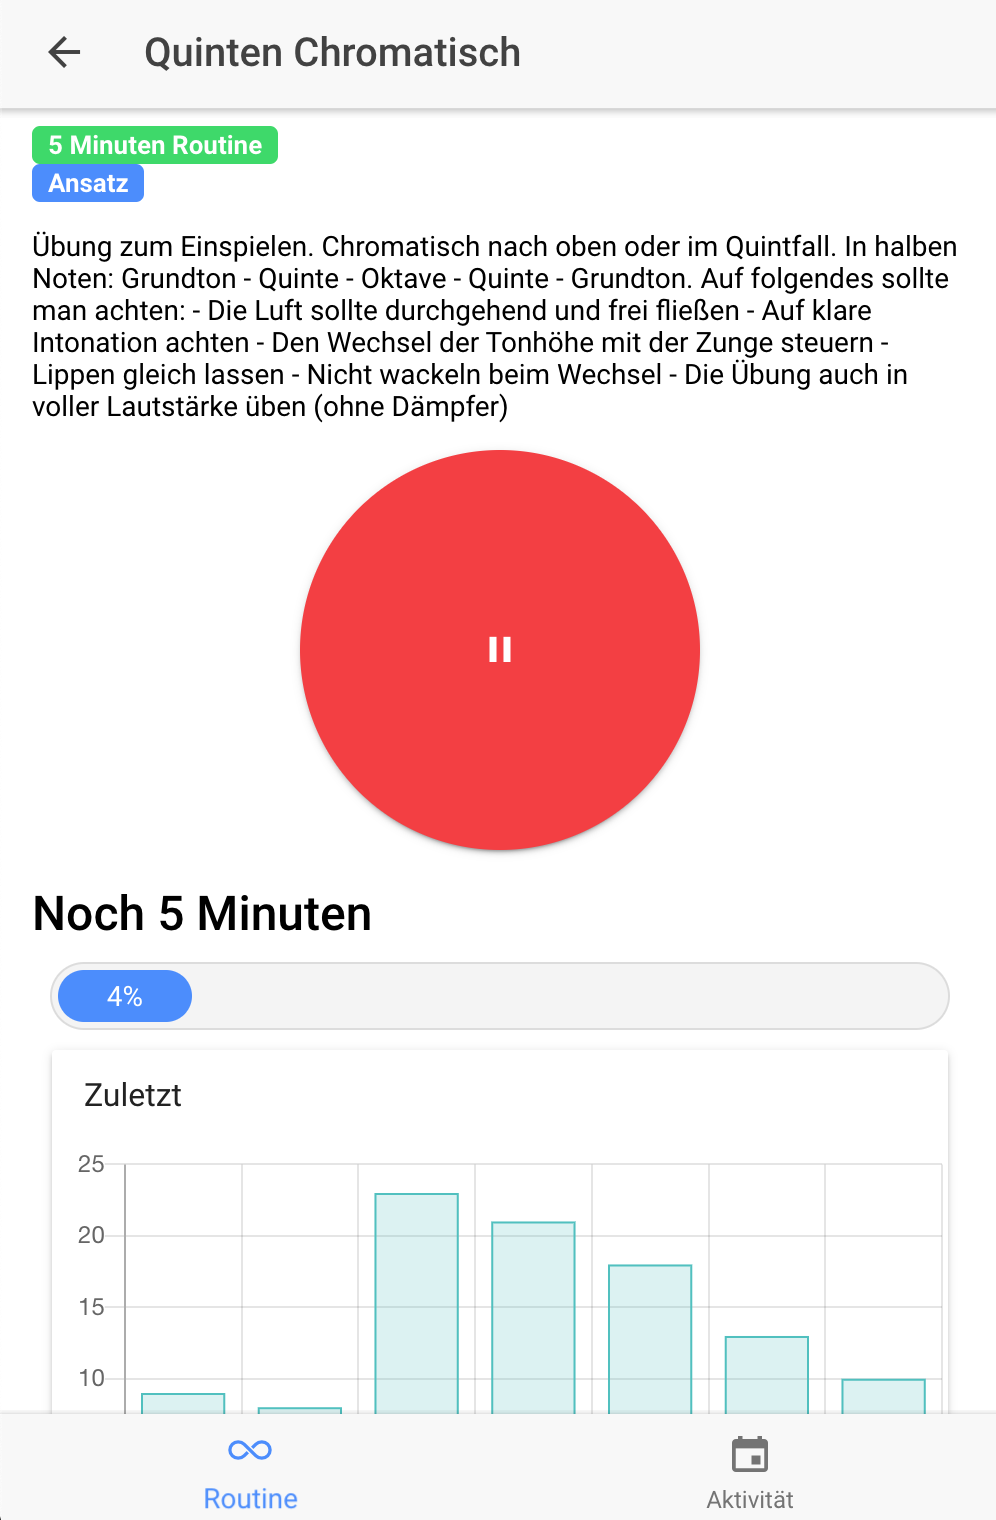 Quinten Chromatisch
5 Minuten Routine
Ansatz
Übung zum Einspielen. Chromatisch nach oben oder im Quintfall. In halben
Noten: Grundton - Quinte - Oktave - Quinte - Grundton. Auf folgendes sollte
man achten: - Die Luft sollte durchgehend und frei fließen - Auf klare
Intonation achten - Den Wechsel der Tonhöhe mit der Zunge steuern -
Lippen gleich lassen - Nicht wackeln beim Wechsel - Die Übung auch in
voller Lautstärke üben (ohne Dämpfer)
Noch 5 Minuten
4%
Zuletzt
25
20
15
10
Routine
Aktivität